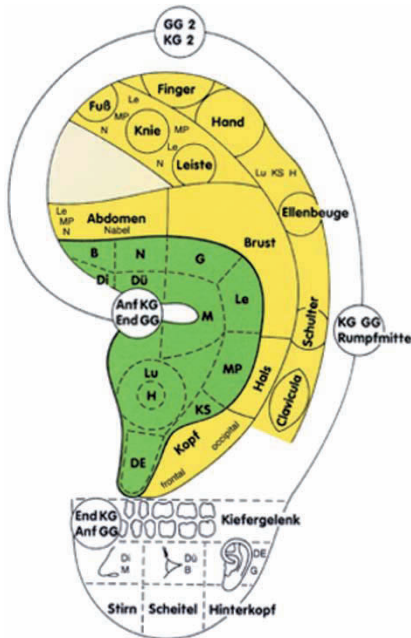 GG 2
KG 2
Finger
Fuß
Le
MP
N
Hand
Knie
MP
Le
N
Leiste
Lu KS H
Ellenbeuge
Le
MP
N
Abdomen
Nabel
Brust
B
N
G
Di
Dü
Le
Anf KG
End GG
M
KG GG
Rumpfmitte
Schulter
MP
Hals
Lu
H
KS
Clavicula
Kopf
DE
frontal
occipital
End KG
Anf GG
Kiefergelenk
Di
M
Dü
B
DE
G
Stirn
Scheitel
Hinterkopf